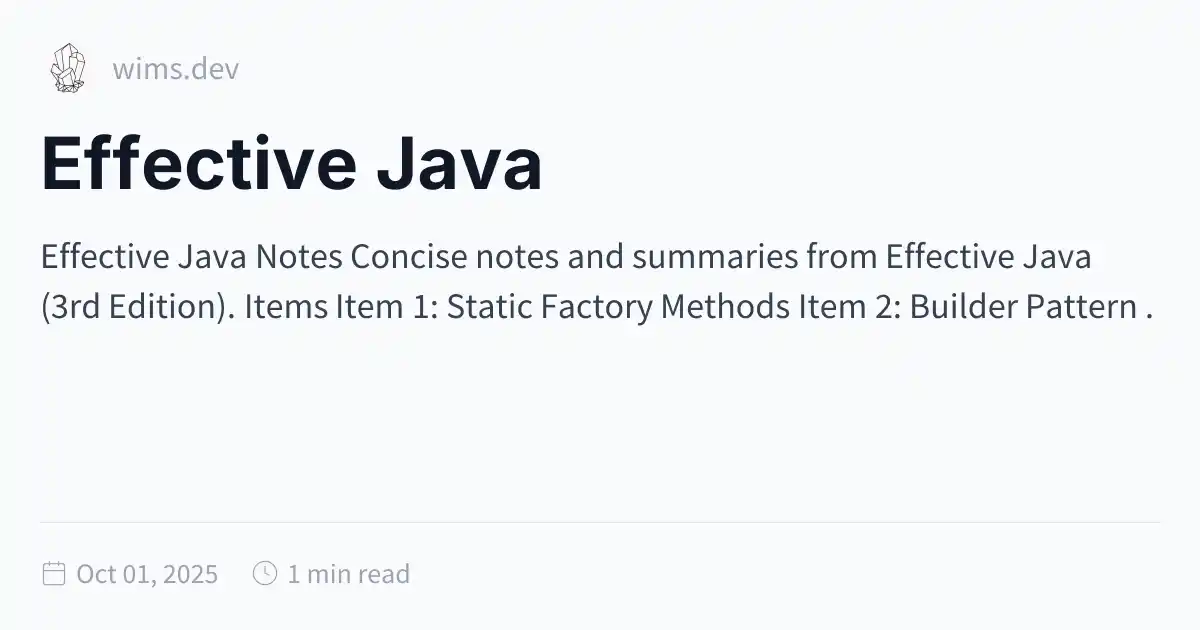 wims.dev
Effective Java
Effective Java Notes Concise notes and summaries from Effective Java
(3rd Edition). Items Item 1: Static Factory Methods Item 2: Builder Pattern .
Oct 01, 2025 1 min read